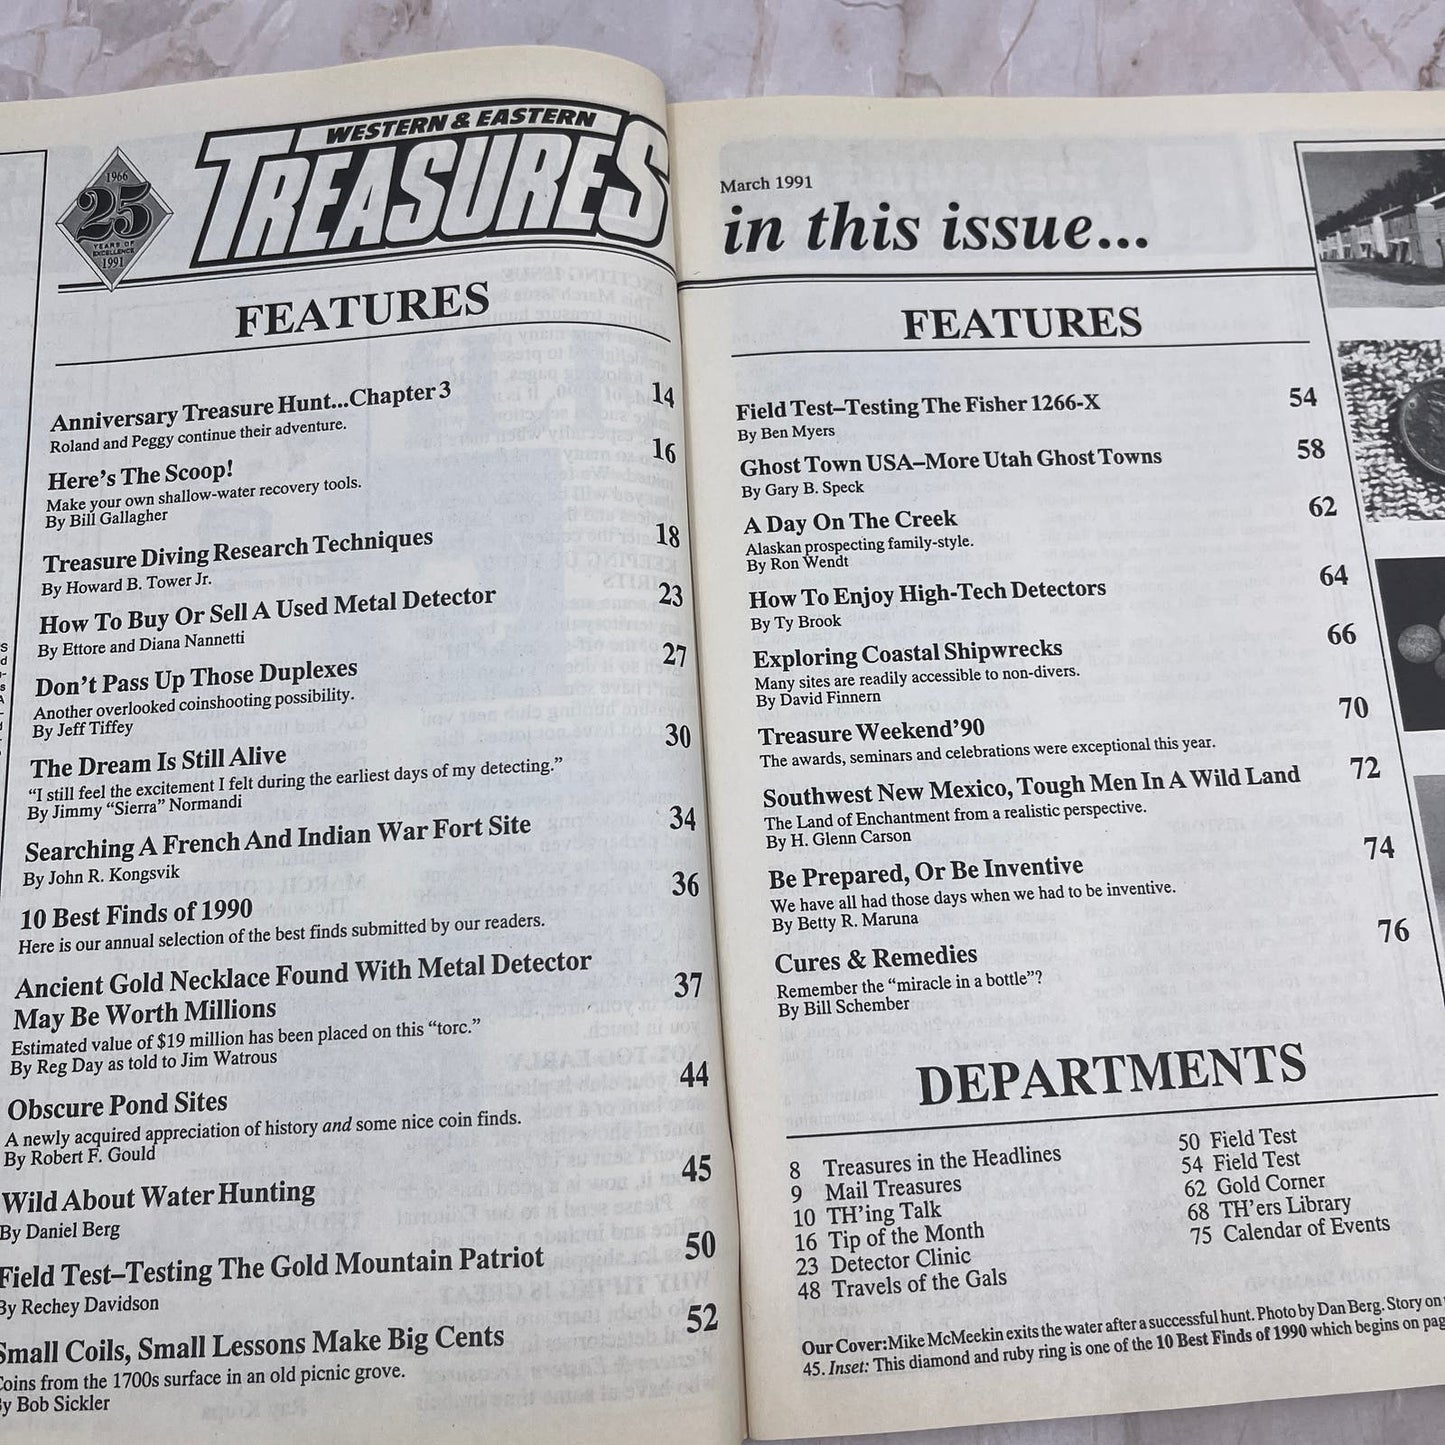 WESTERN & EASTERN
TREASURES
1966
25
YEARS OF
EXCELLENCE
1991
FEATURES
Anniversary Treasure Hunt...Chapter 3 14
Roland and Peggy continue their adventure.
Here's The Scoop! 16
Make your own shallow-water recovery tools.
By Bill Gallagher
Treasure Diving Research Techniques 18
By Howard B. Tower Jr.
How To Buy Or Sell A Used Metal Detector 23
By Ettore and Diana Nannetti
Don't Pass Up Those Duplexes 27
Another overlooked coinshooting possibility.
By Jeff Tiffey
The Dream Is Still Alive 30
"I still feel the excitement I felt during the earliest days of my detecting."
By Jimmy "Sierra" Normandi
Searching A French And Indian War Fort Site 34
By John R. Kongsvik
10 Best Finds of 1990 36
Here is our annual selection of the best finds submitted by our readers.
Ancient Gold Necklace Found With Metal Detector
May Be Worth Millions 37
Estimated value of $19 million has been placed on this "torc."
By Reg Day as told to Jim Watrous
Obscure Pond Sites 44
A newly acquired appreciation of history and some nice coin finds.
By Robert F. Gould
Wild About Water Hunting 45
By Daniel Berg
Field Test–Testing The Gold Mountain Patriot 50
By Rechey Davidson
Small Coils, Small Lessons Make Big Cents 52
Coins from the 1700s surface in an old picnic grove.
By Bob Sickler
March 1991
in this issue...
FEATURES
Field Test–Testing The Fisher 1266-X 54
By Ben Myers
Ghost Town USA–More Utah Ghost Towns 58
By Gary B. Speck
A Day On The Creek 62
Alaskan prospecting family-style.
By Ron Wendt
How To Enjoy High-Tech Detectors 64
By Ty Brook
Exploring Coastal Shipwrecks 66
Many sites are readily accessible to non-divers.
By David Finnern
Treasure Weekend '90 70
The awards, seminars and celebrations were exceptional this year.
Southwest New Mexico, Tough Men In A Wild Land 72
The Land of Enchantment from a realistic perspective.
By H. Glenn Carson
Be Prepared, Or Be Inventive 74
We have all had those days when we had to be inventive.
By Betty R. Maruna
Cures & Remedies 76
Remember the "miracle in a bottle"?
By Bill Schember
DEPARTMENTS
8 Treasures in the Headlines
9 Mail Treasures
10 TH'ing Talk
16 Tip of the Month
23 Detector Clinic
48 Travels of the Gals
50 Field Test
54 Field Test
62 Gold Corner
68 TH'ers Library
75 Calendar of Events
Our Cover: Mike McMeekin exits the water after a successful hunt. Photo by Dan Berg. Story on
45. Inset: This diamond and ruby ring is one of the 10 Best Finds of 1990 which begins on pag